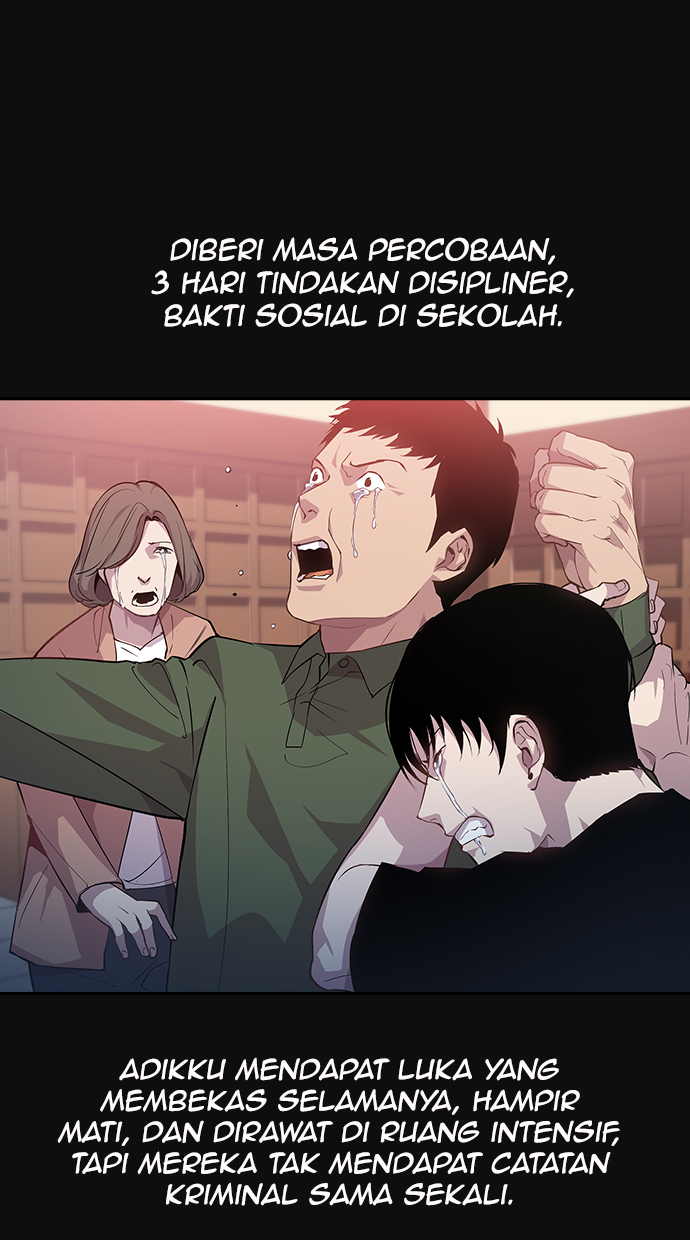 DIBERI MASA PERCOBAAN,
3 HARI TINDAKAN DISIPLINER,
BAKTI SOSIAL DI SEKOLAH.
ADIKKU MENDAPAT LUKA YANG
MEMBEKAS SELAMANYA, HAMPIR
MATI, DAN DIRAWAT DI RUANG INTENSIF,
TAPI MEREKA TAK MENDAPAT CATATAN
KRIMINAL SAMA SEKALI.